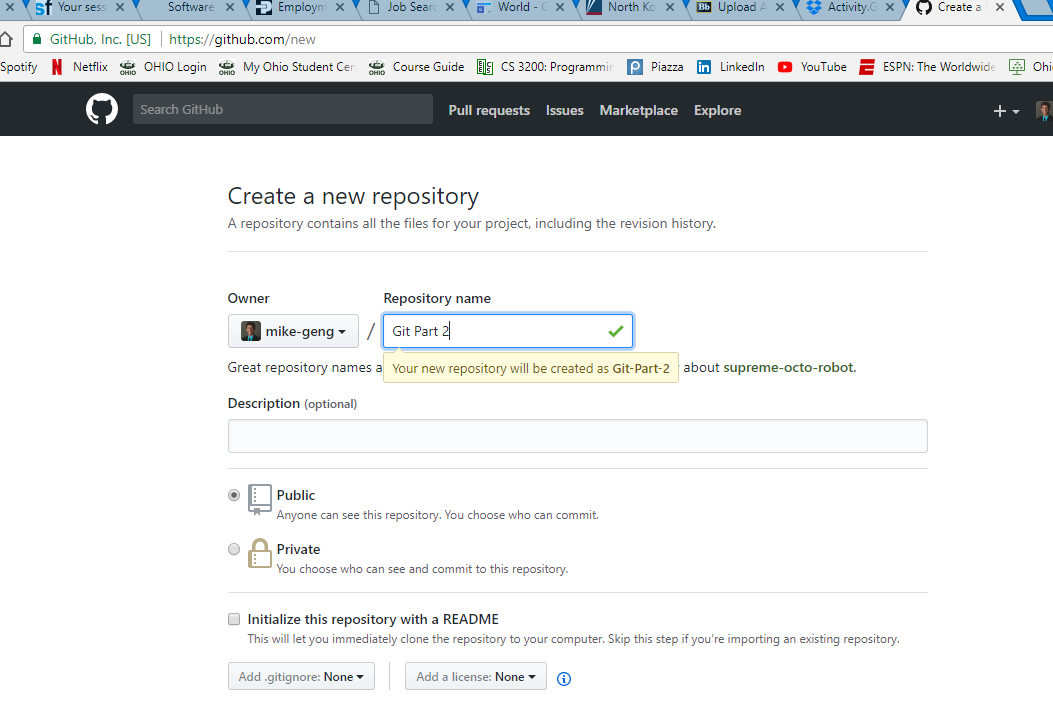 Your sess Software Employm Job Searc World - North Ko Bb Upload A Activity.G Create a
GitHub, Inc. [US] https://github.com/new
Spotify N Netflix OHIO OHIO Login OHIO My Ohio Student Cen OHIO Course Guide CS 3200: Programmin Piazza in LinkedIn YouTube ESPN: The Worldwide Ohi
Search GitHub Pull requests Issues Marketplace Explore
Create a new repository
A repository contains all the files for your project, including the revision history.
Owner Repository name
mike-geng / Git Part 2
Great repository names a Your new repository will be created as Git-Part-2 about supreme-octo-robot.
Description (optional)
Public
Anyone can see this repository. You choose who can commit.
Private
You choose who can see and commit to this repository.
Initialize this repository with a README
This will let you immediately clone the repository to your computer. Skip this step if you're importing an existing repository.
Add .gitignore: None Add a license: None